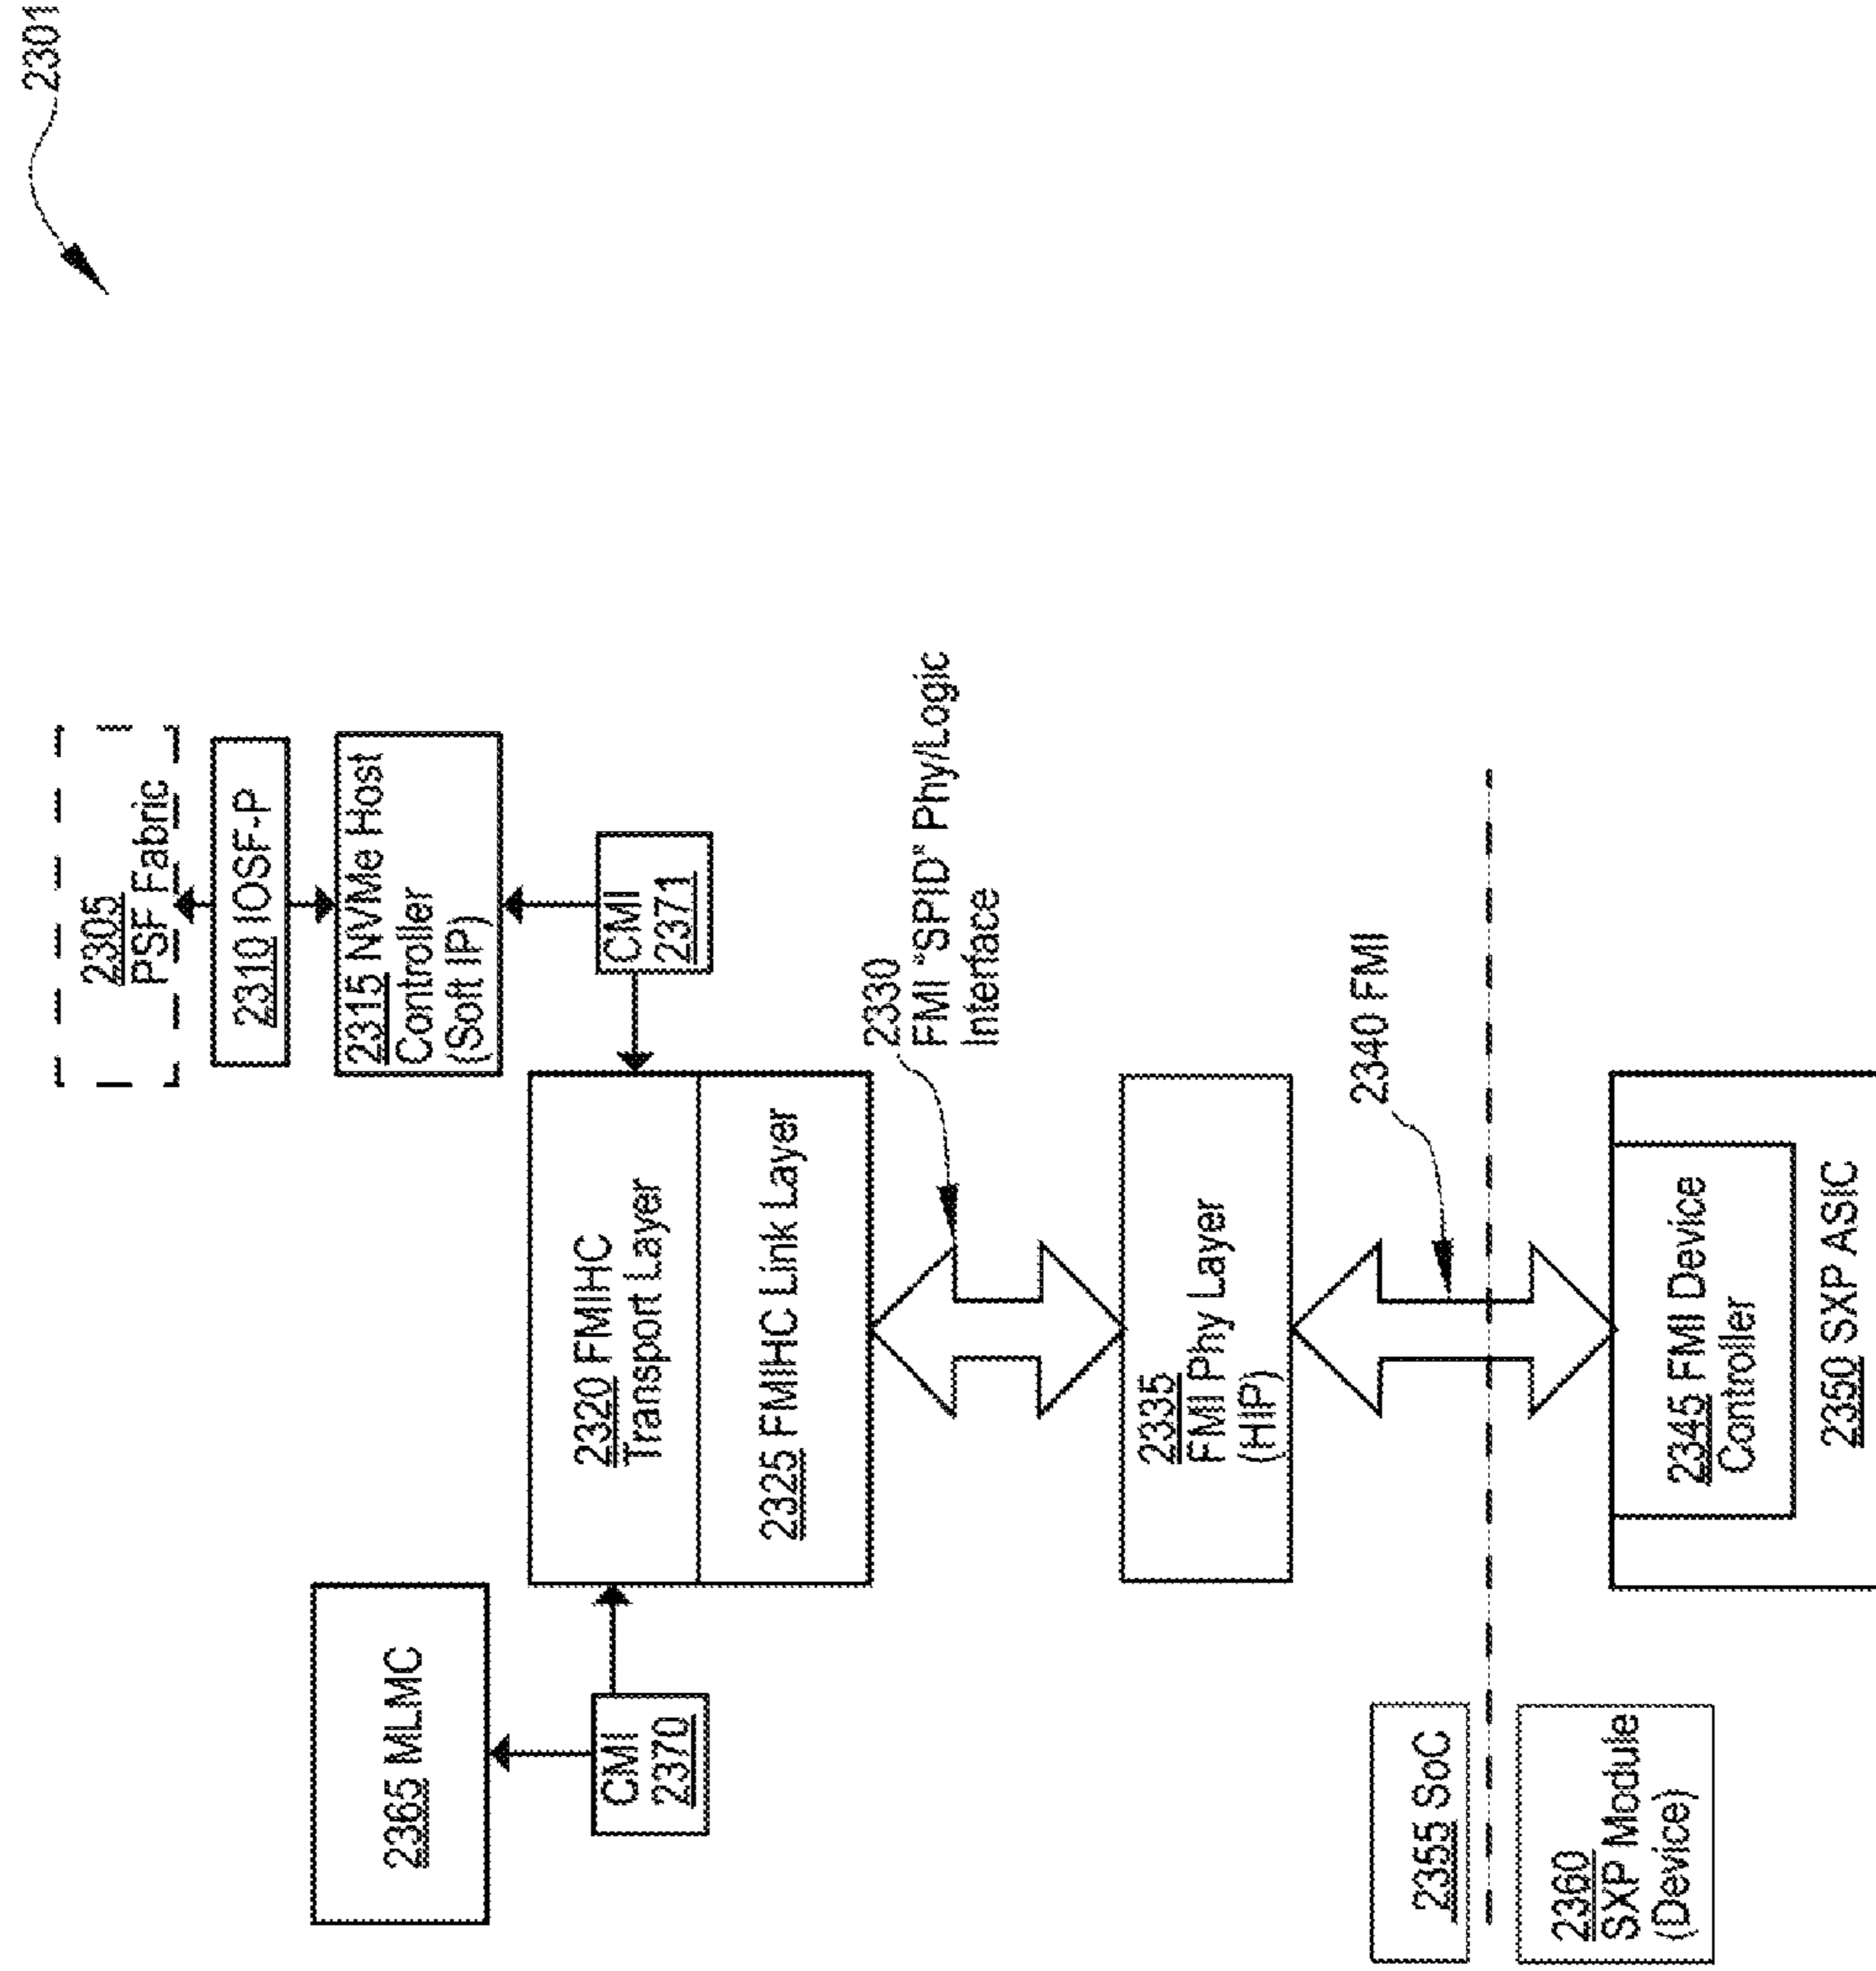 2301
2305
PSF Fabric
2310 IOSF-P
2315 NVMe Host
Controller
(Soft IP)
CMI
2371
2365 MLMC
CMI
2370
2320 FMIHC
Transport Layer
2325 FMIHC Link Layer
2330
FMI "SPID" Phy/Logic
Interface
2335
FMI Phy Layer
(HIP)
2340 FMI
2355 SoC
2360
SXP Module
(Device)
2345 FMI Device
Controller
2350 SXP ASIC